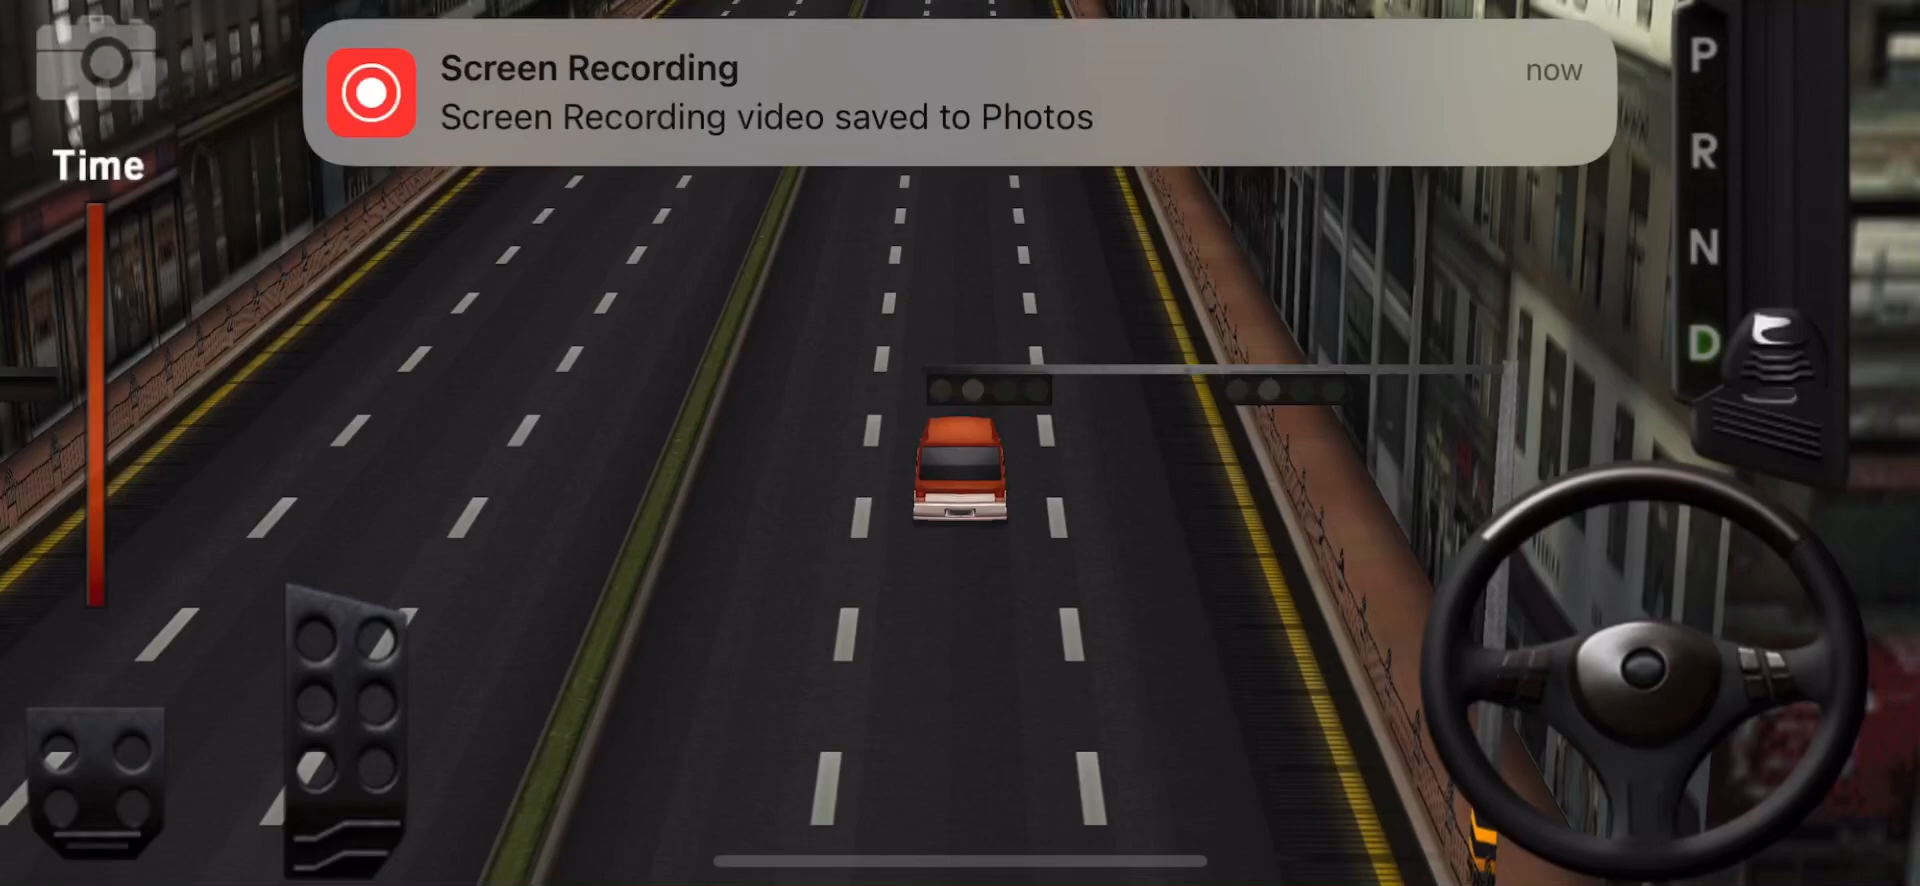 Screen Recording
now
Screen Recording video saved to Photos
Time
P
R
N
D